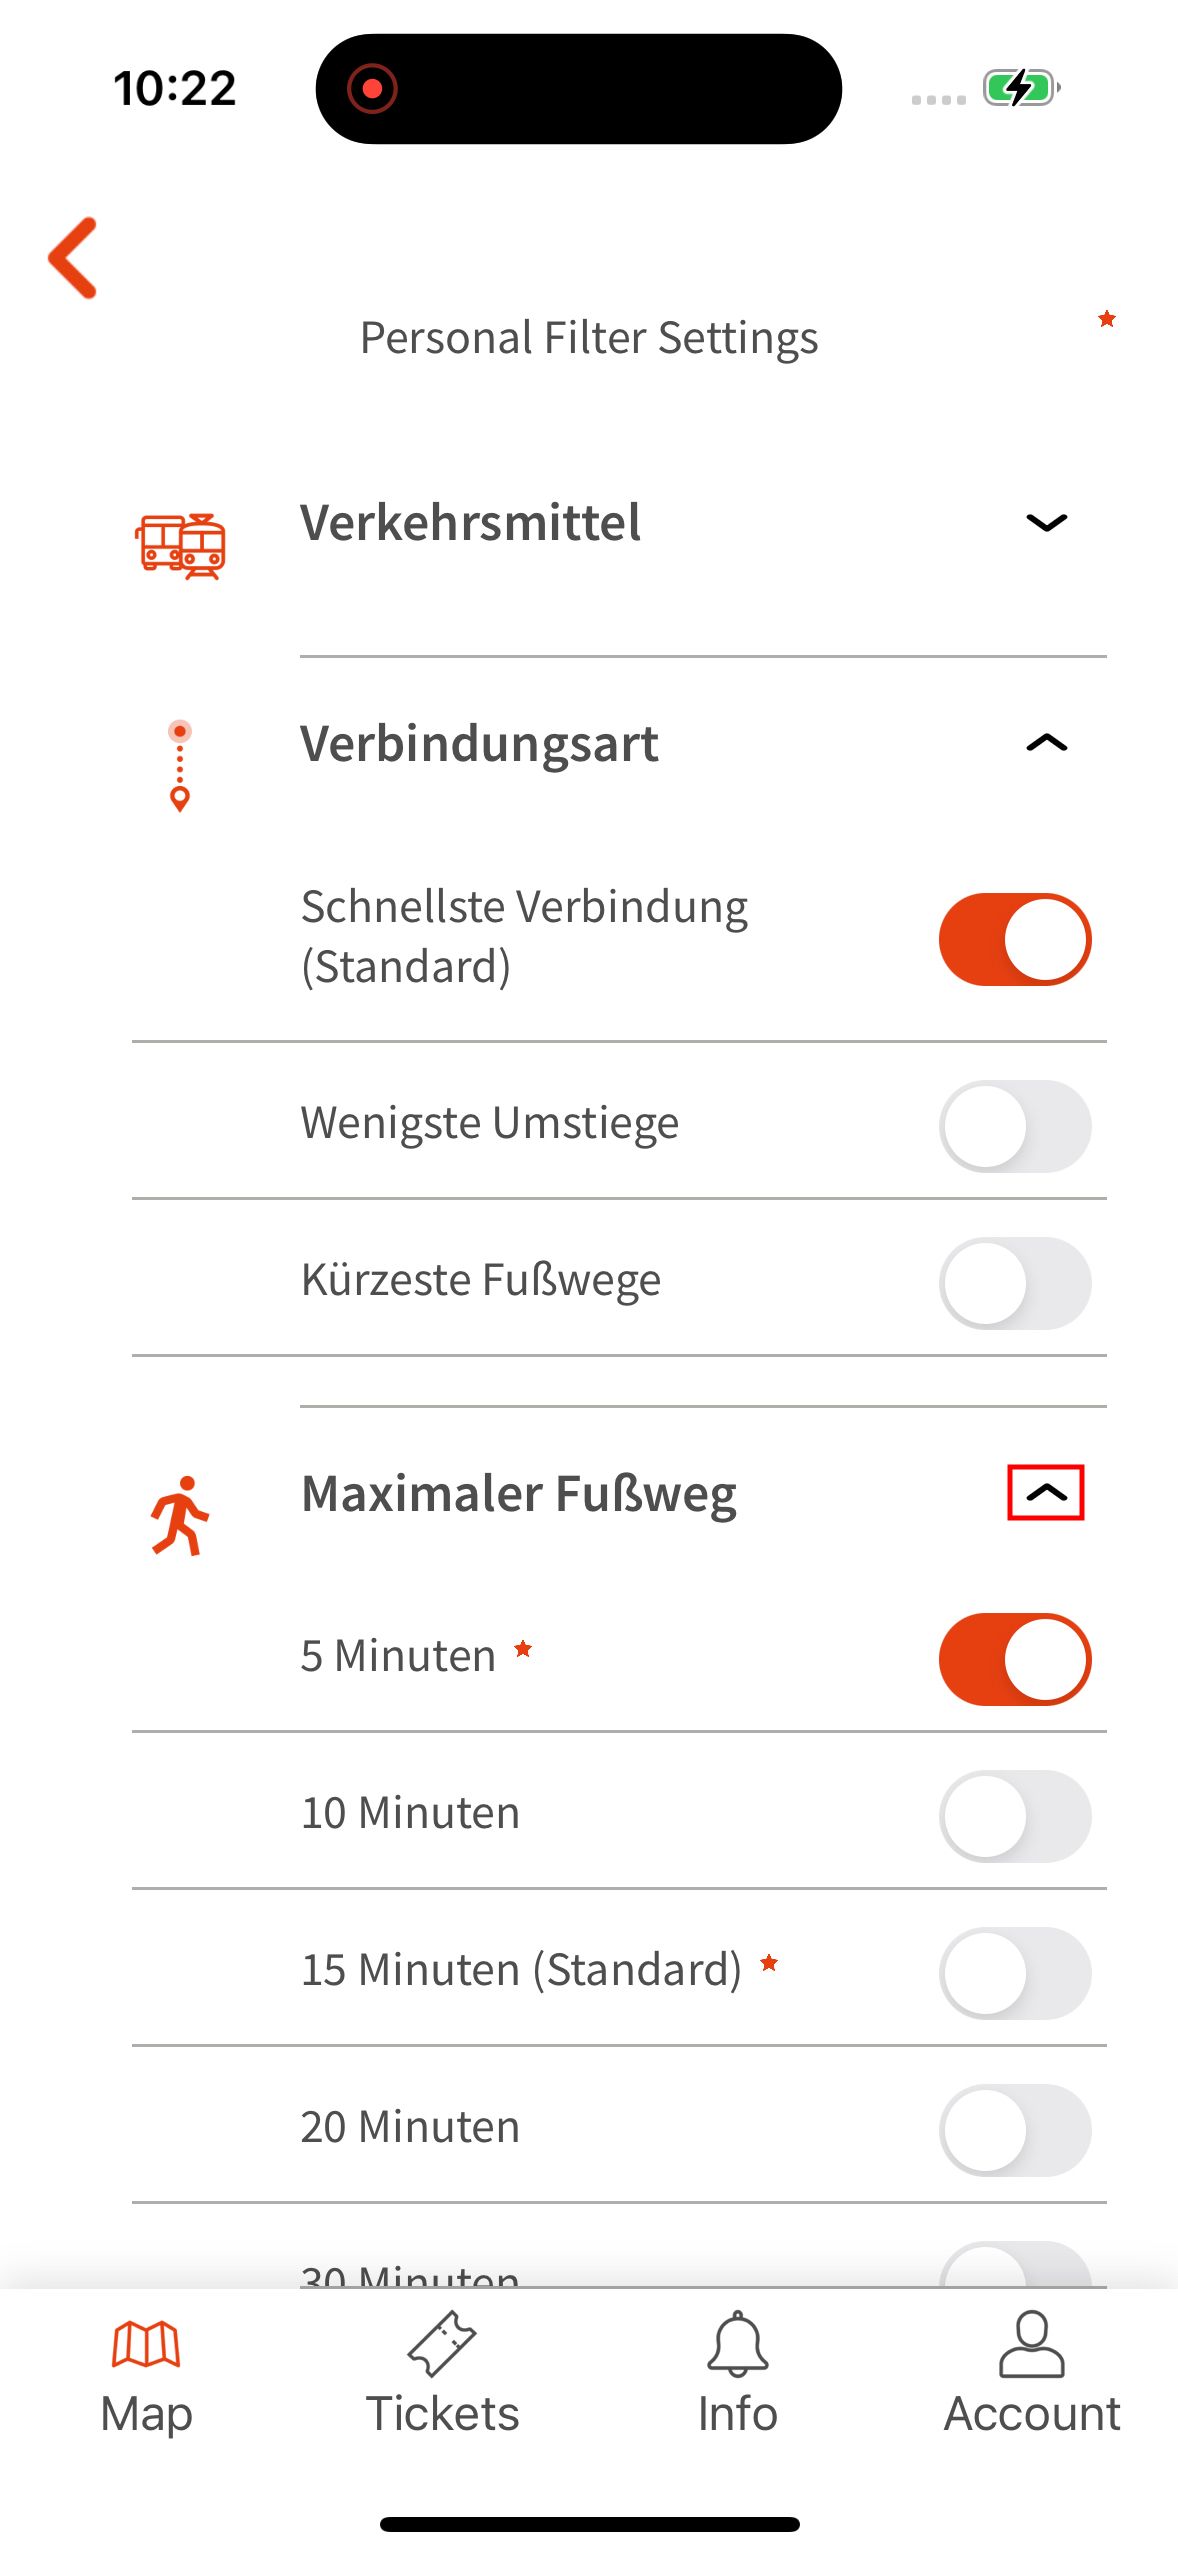 10:22
Personal Filter Settings
Verkehrsmittel
Verbindungsart
Schnellste Verbindung
(Standard)
Wenigste Umstiege
Kürzeste Fußwege
Maximaler Fußweg
5 Minuten
10 Minuten
15 Minuten (Standard)
20 Minuten
30 Minuten
Map
Tickets
Info
Account